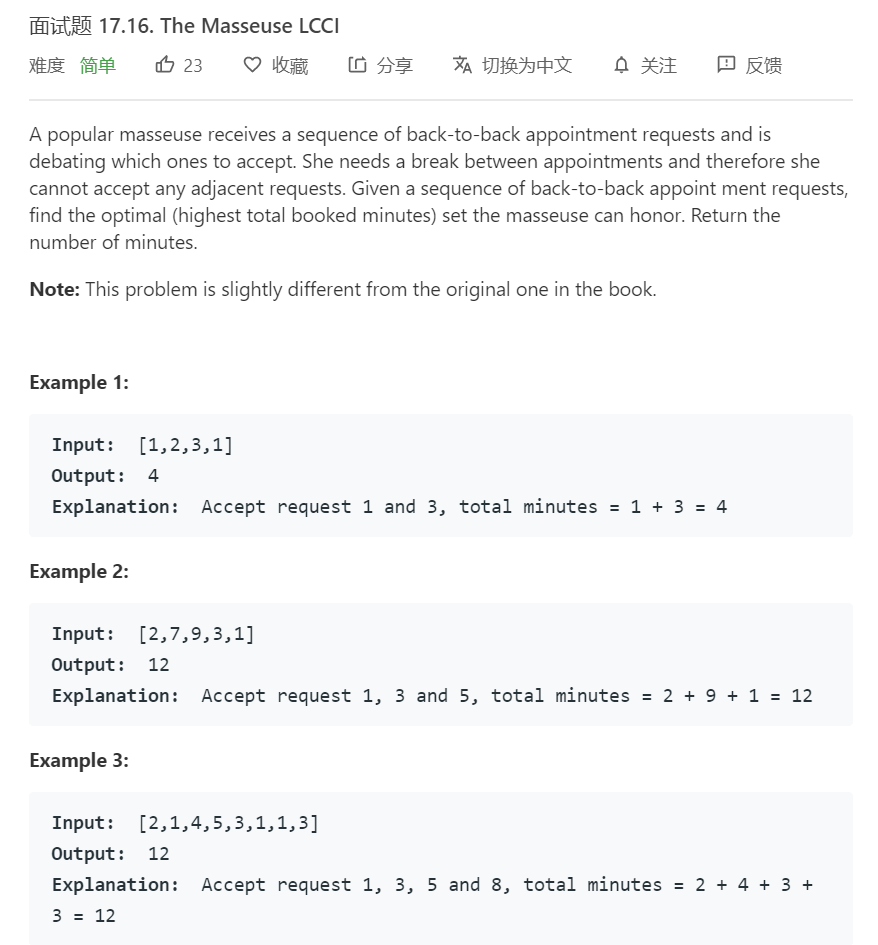 面试题 17.16. The Masseuse LCCI
难度 简单 23 收藏 分享 切换为中文 关注 反馈
A popular masseuse receives a sequence of back-to-back appointment requests and is
debating which ones to accept. She needs a break between appointments and therefore she
cannot accept any adjacent requests. Given a sequence of back-to-back appoint ment requests,
find the optimal (highest total booked minutes) set the masseuse can honor. Return the
number of minutes.
Note: This problem is slightly different from the original one in the book.
Example 1:
Input: [1,2,3,1]
Output: 4
Explanation: Accept request 1 and 3, total minutes = 1 + 3 = 4
Example 2:
Input: [2,7,9,3,1]
Output: 12
Explanation: Accept request 1, 3 and 5, total minutes = 2 + 9 + 1 = 12
Example 3:
Input: [2,1,4,5,3,1,1,3]
Output: 12
Explanation: Accept request 1, 3, 5 and 8, total minutes = 2 + 4 + 3 +
3 = 12